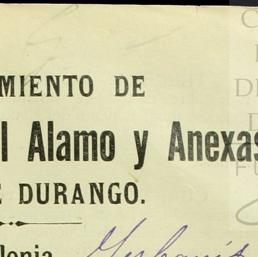 MIENTO DE
l Alamo y Anexas
E DURANGO.
lonia